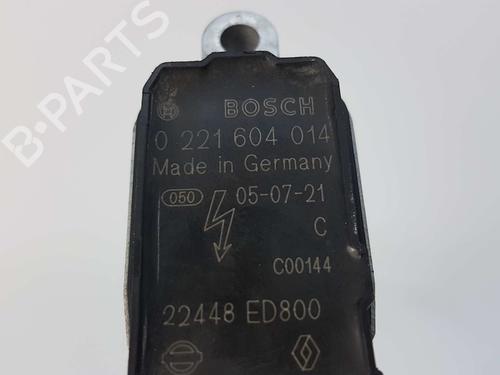 B-PARTS
BOSCH
0 221 604 014
Made in Germany
050 05-07-21
C
C00144
22448 ED800